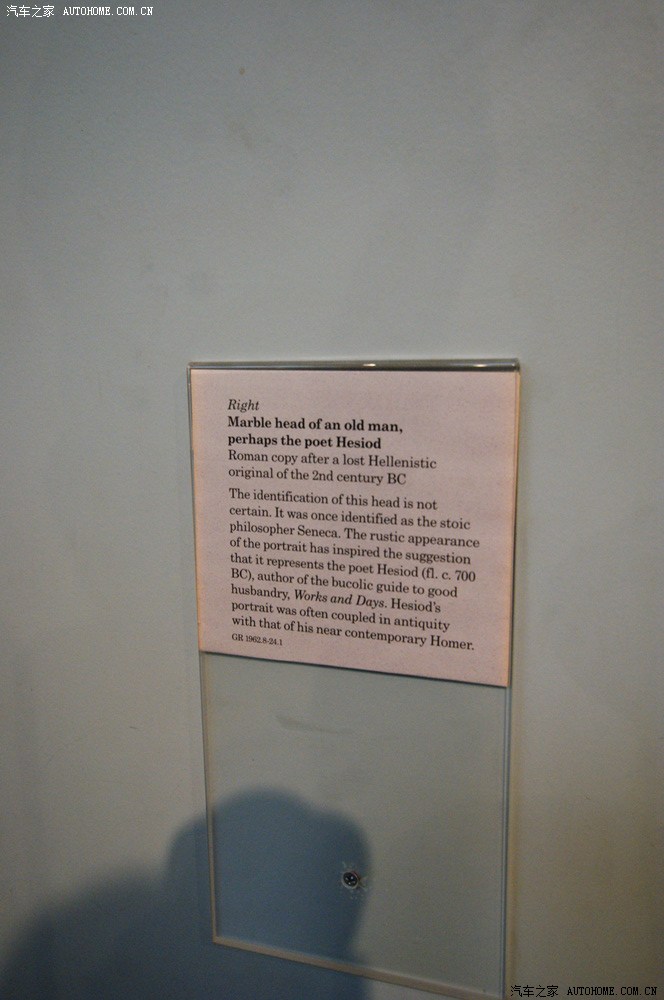 汽车之家 AUTOHOME.COM.CN
Right
Marble head of an old man,
perhaps the poet Hesiod
Roman copy after a lost Hellenistic
original of the 2nd century BC
The identification of this head is not
certain. It was once identified as the stoic
philosopher Seneca. The rustic appearance
of the portrait has inspired the suggestion
that it represents the poet Hesiod (fl. c. 700
BC), author of the bucolic guide to good
husbandry, Works and Days. Hesiod's
portrait was often coupled in antiquity
with that of his near contemporary Homer.
GR 1962.8-24.1
汽车之家 AUTOHOME.COM.CN